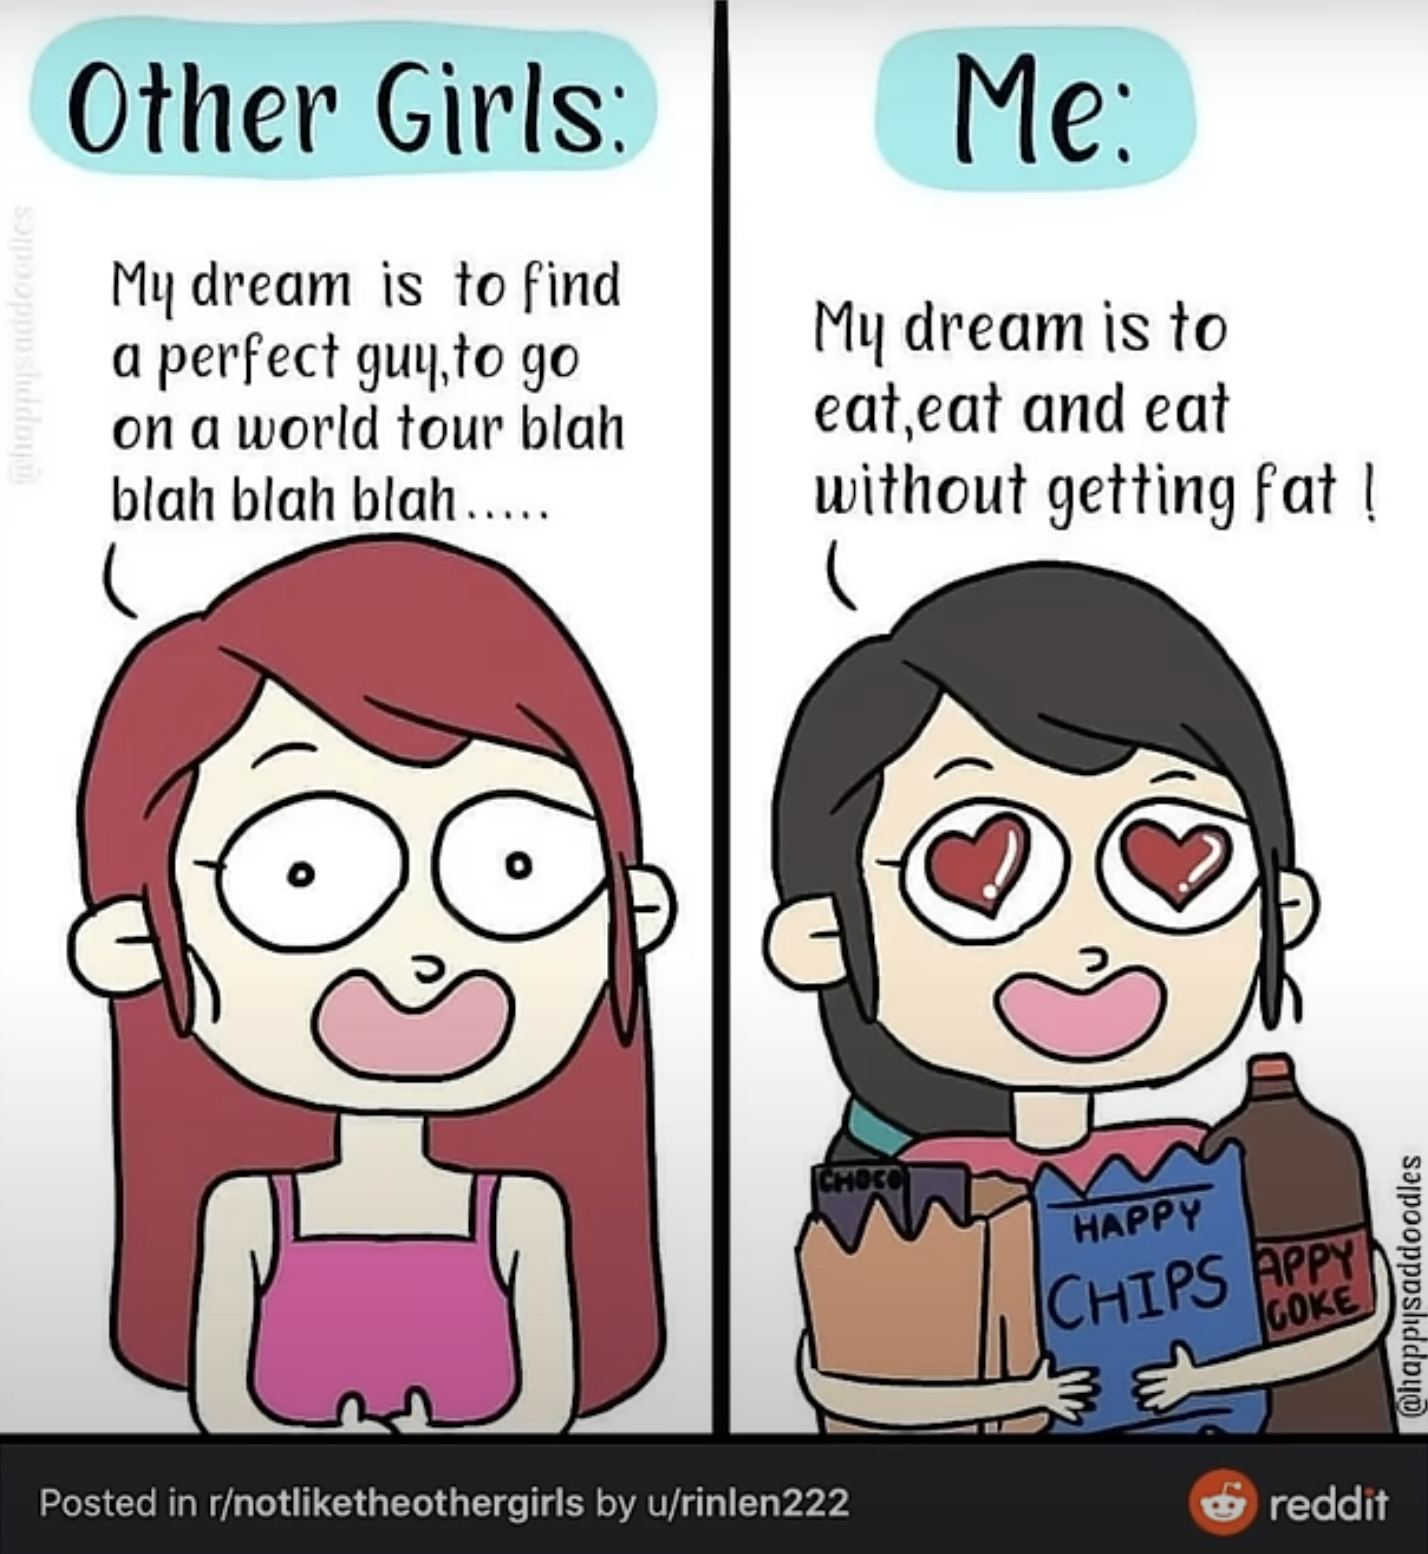 Other Girls:
Me:
@happysaddoodles
My dream is to find
a perfect guy,to go
on a world tour blah
blah blah blah.....
My dream is to
eat,eat and eat
without getting fat !
CHOCO
HAPPY
CHIPS
APPY
COKE
@happysaddoodles
Posted in r/notliketheothergirls by u/rinlen222
reddit